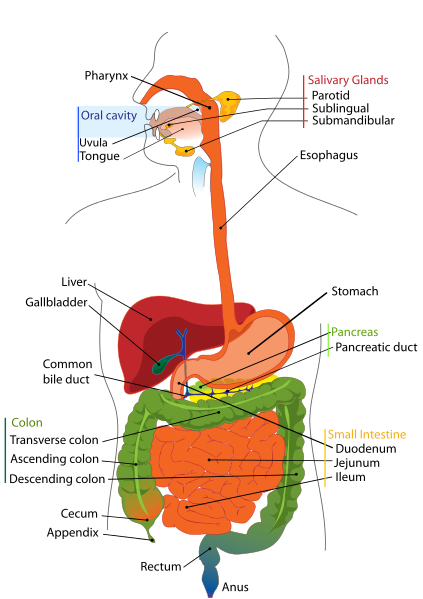 Pharynx
Salivary Glands
Parotid
Sublingual
Submandibular
Oral cavity
Uvula
Tongue
Esophagus
Liver
Gallbladder
Stomach
Pancreas
Pancreatic duct
Common
bile duct
Colon
Transverse colon
Ascending colon
Descending colon
Small Intestine
Duodenum
Jejunum
Ileum
Cecum
Appendix
Rectum
Anus